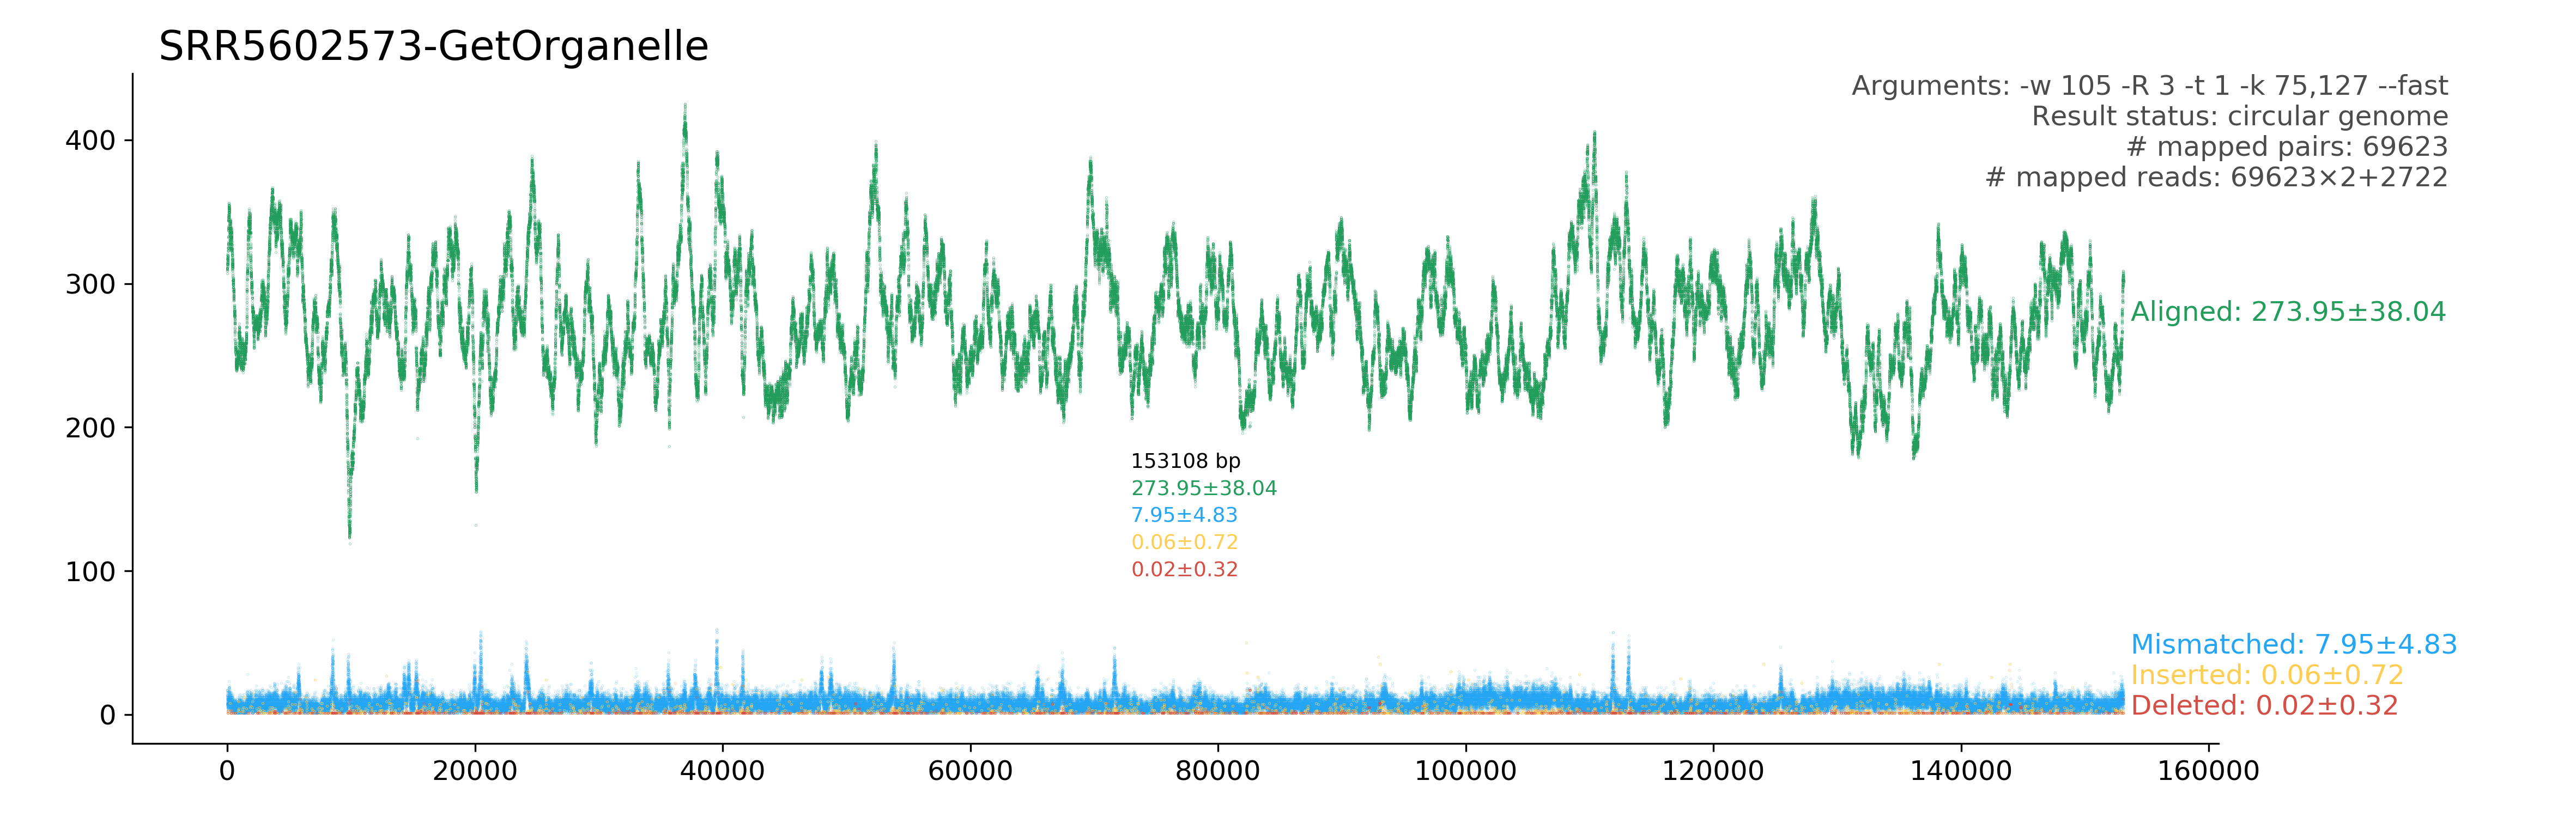 SRR5602573-GetOrganelle
Arguments: -w 105 -R 3 -t 1 -k 75,127 --fast
Result status: circular genome
# mapped pairs: 69623
# mapped reads: 69623×2+2722
400
300
200
100
0
Aligned: 273.95±38.04
153108 bp
273.95±38.04
7.95±4.83
0.06±0.72
0.02±0.32
Mismatched: 7.95±4.83
Inserted: 0.06±0.72
Deleted: 0.02±0.32
0 20000 40000 60000 80000 100000 120000 140000 160000